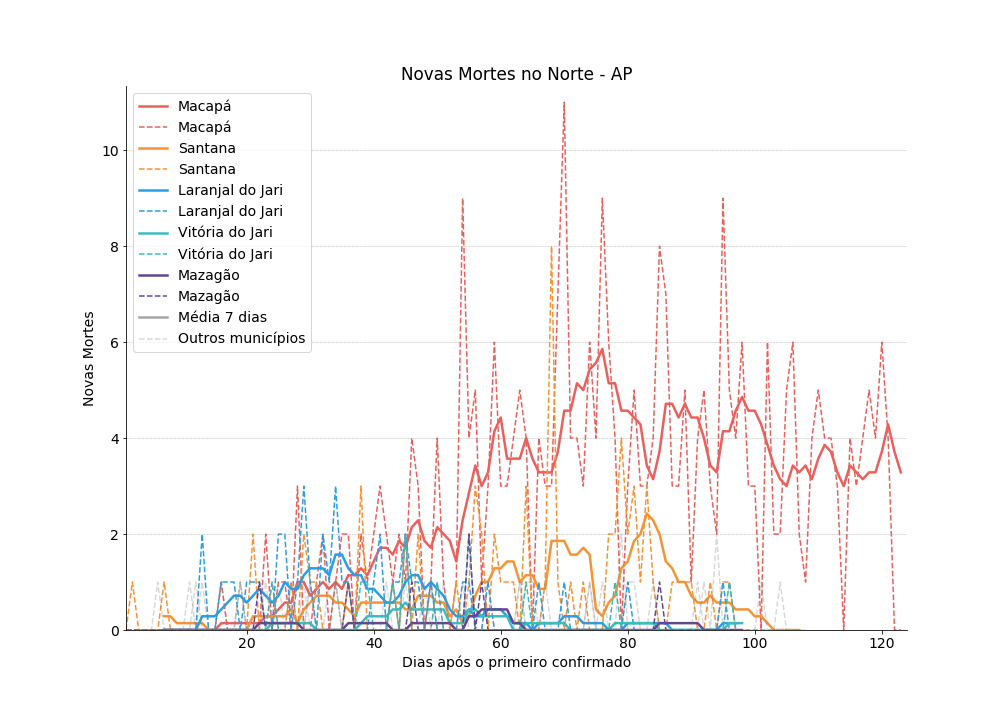 Novas Mortes no Norte - AP
Macapá
Macapá
Santana
Santana
Laranjal do Jari
Laranjal do Jari
Vitória do Jari
Vitória do Jari
Mazagão
Mazagão
Média 7 dias
Outros municípios
Novas Mortes
10
8
6
4
2
0
20 40 60 80 100 120
Dias após o primeiro confirmado